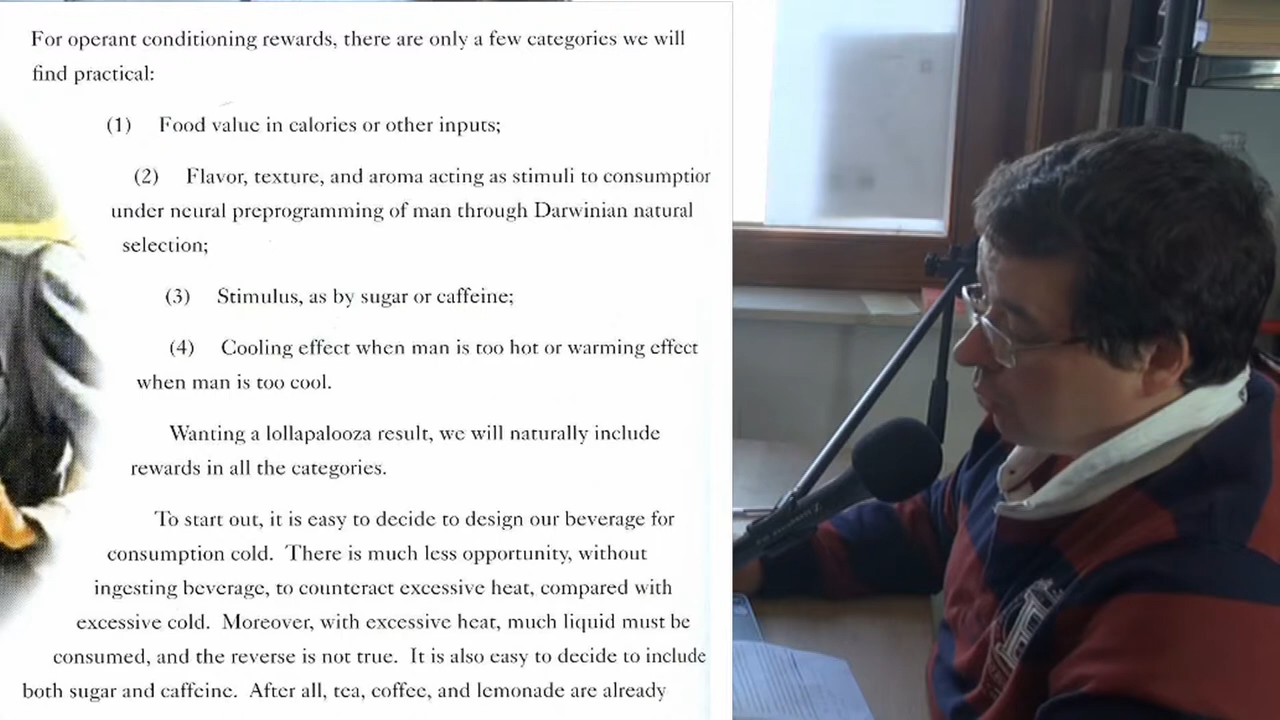 For operant conditioning rewards, there are only a few categories we will
find practical:
(1) Food value in calories or other inputs;
(2) Flavor, texture, and aroma acting as stimuli to consumption
under neural preprogramming of man through Darwinian natural
selection;
(3) Stimulus, as by sugar or caffeine;
(4) Cooling effect when man is too hot or warming effect
when man is too cool.
Wanting a lollapalooza result, we will naturally include
rewards in all the categories.
To start out, it is easy to decide to design our beverage for
consumption cold. There is much less opportunity, without
ingesting beverage, to counteract excessive heat, compared with
excessive cold. Moreover, with excessive heat, much liquid must be
consumed, and the reverse is not true. It is also easy to decide to include
both sugar and caffeine. After all, tea, coffee, and lemonade are already